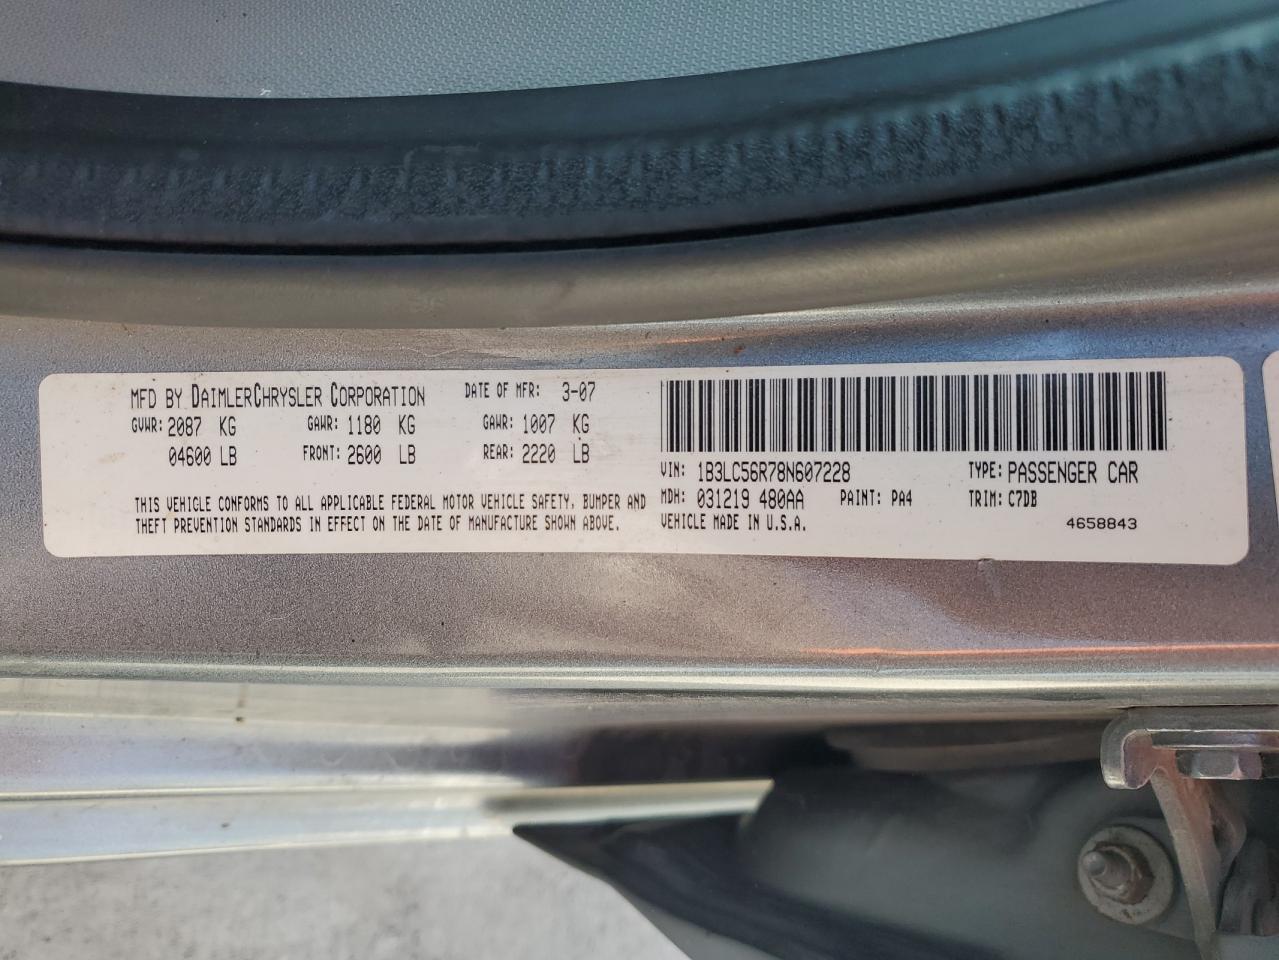 MFD BY DAIMLERCHRYSLER CORPORATION DATE OF MFR: 3-07
GVWR: 2087 KG GAWR: 1180 KG GAWR: 1007 KG
04600 LB FRONT: 2600 LB REAR: 2220 LB
THIS VEHICLE CONFORMS TO ALL APPLICABLE FEDERAL MOTOR VEHICLE SAFETY, BUMPER AND
THEFT PREVENTION STANDARDS IN EFFECT ON THE DATE OF MANUFACTURE SHOWN ABOVE.
VIN: 1B3LC56R78N607228 TYPE: PASSENGER CAR
MDH: 031219 480AA PAINT: PA4 TRIM: C7DB
VEHICLE MADE IN U.S.A. 4658843